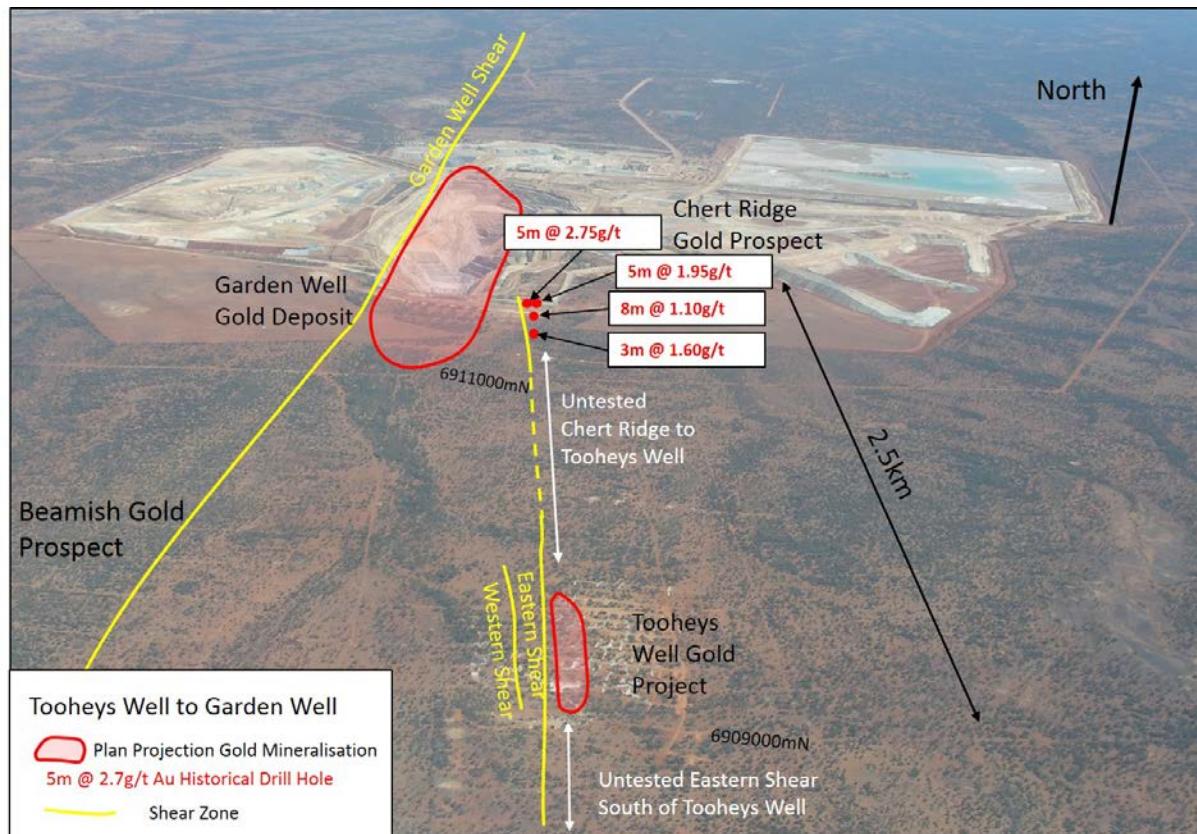 Garden Well Shear
North
5m @ 2.75g/t
Chert Ridge
Gold Prospect
5m @ 1.95g/t
Garden Well
Gold Deposit
8m @ 1.10g/t
3m @ 1.60g/t
6911000mN
Untested
Chert Ridge to
Tooheys Well
2.5km
Beamish Gold
Prospect
Western Shear
Eastern Shear
Tooheys
Well Gold
Project
6909000mN
Untested Eastern Shear
South of Tooheys Well
Tooheys Well to Garden Well
Plan Projection Gold Mineralisation
5m @ 2.7g/t Au Historical Drill Hole
Shear Zone